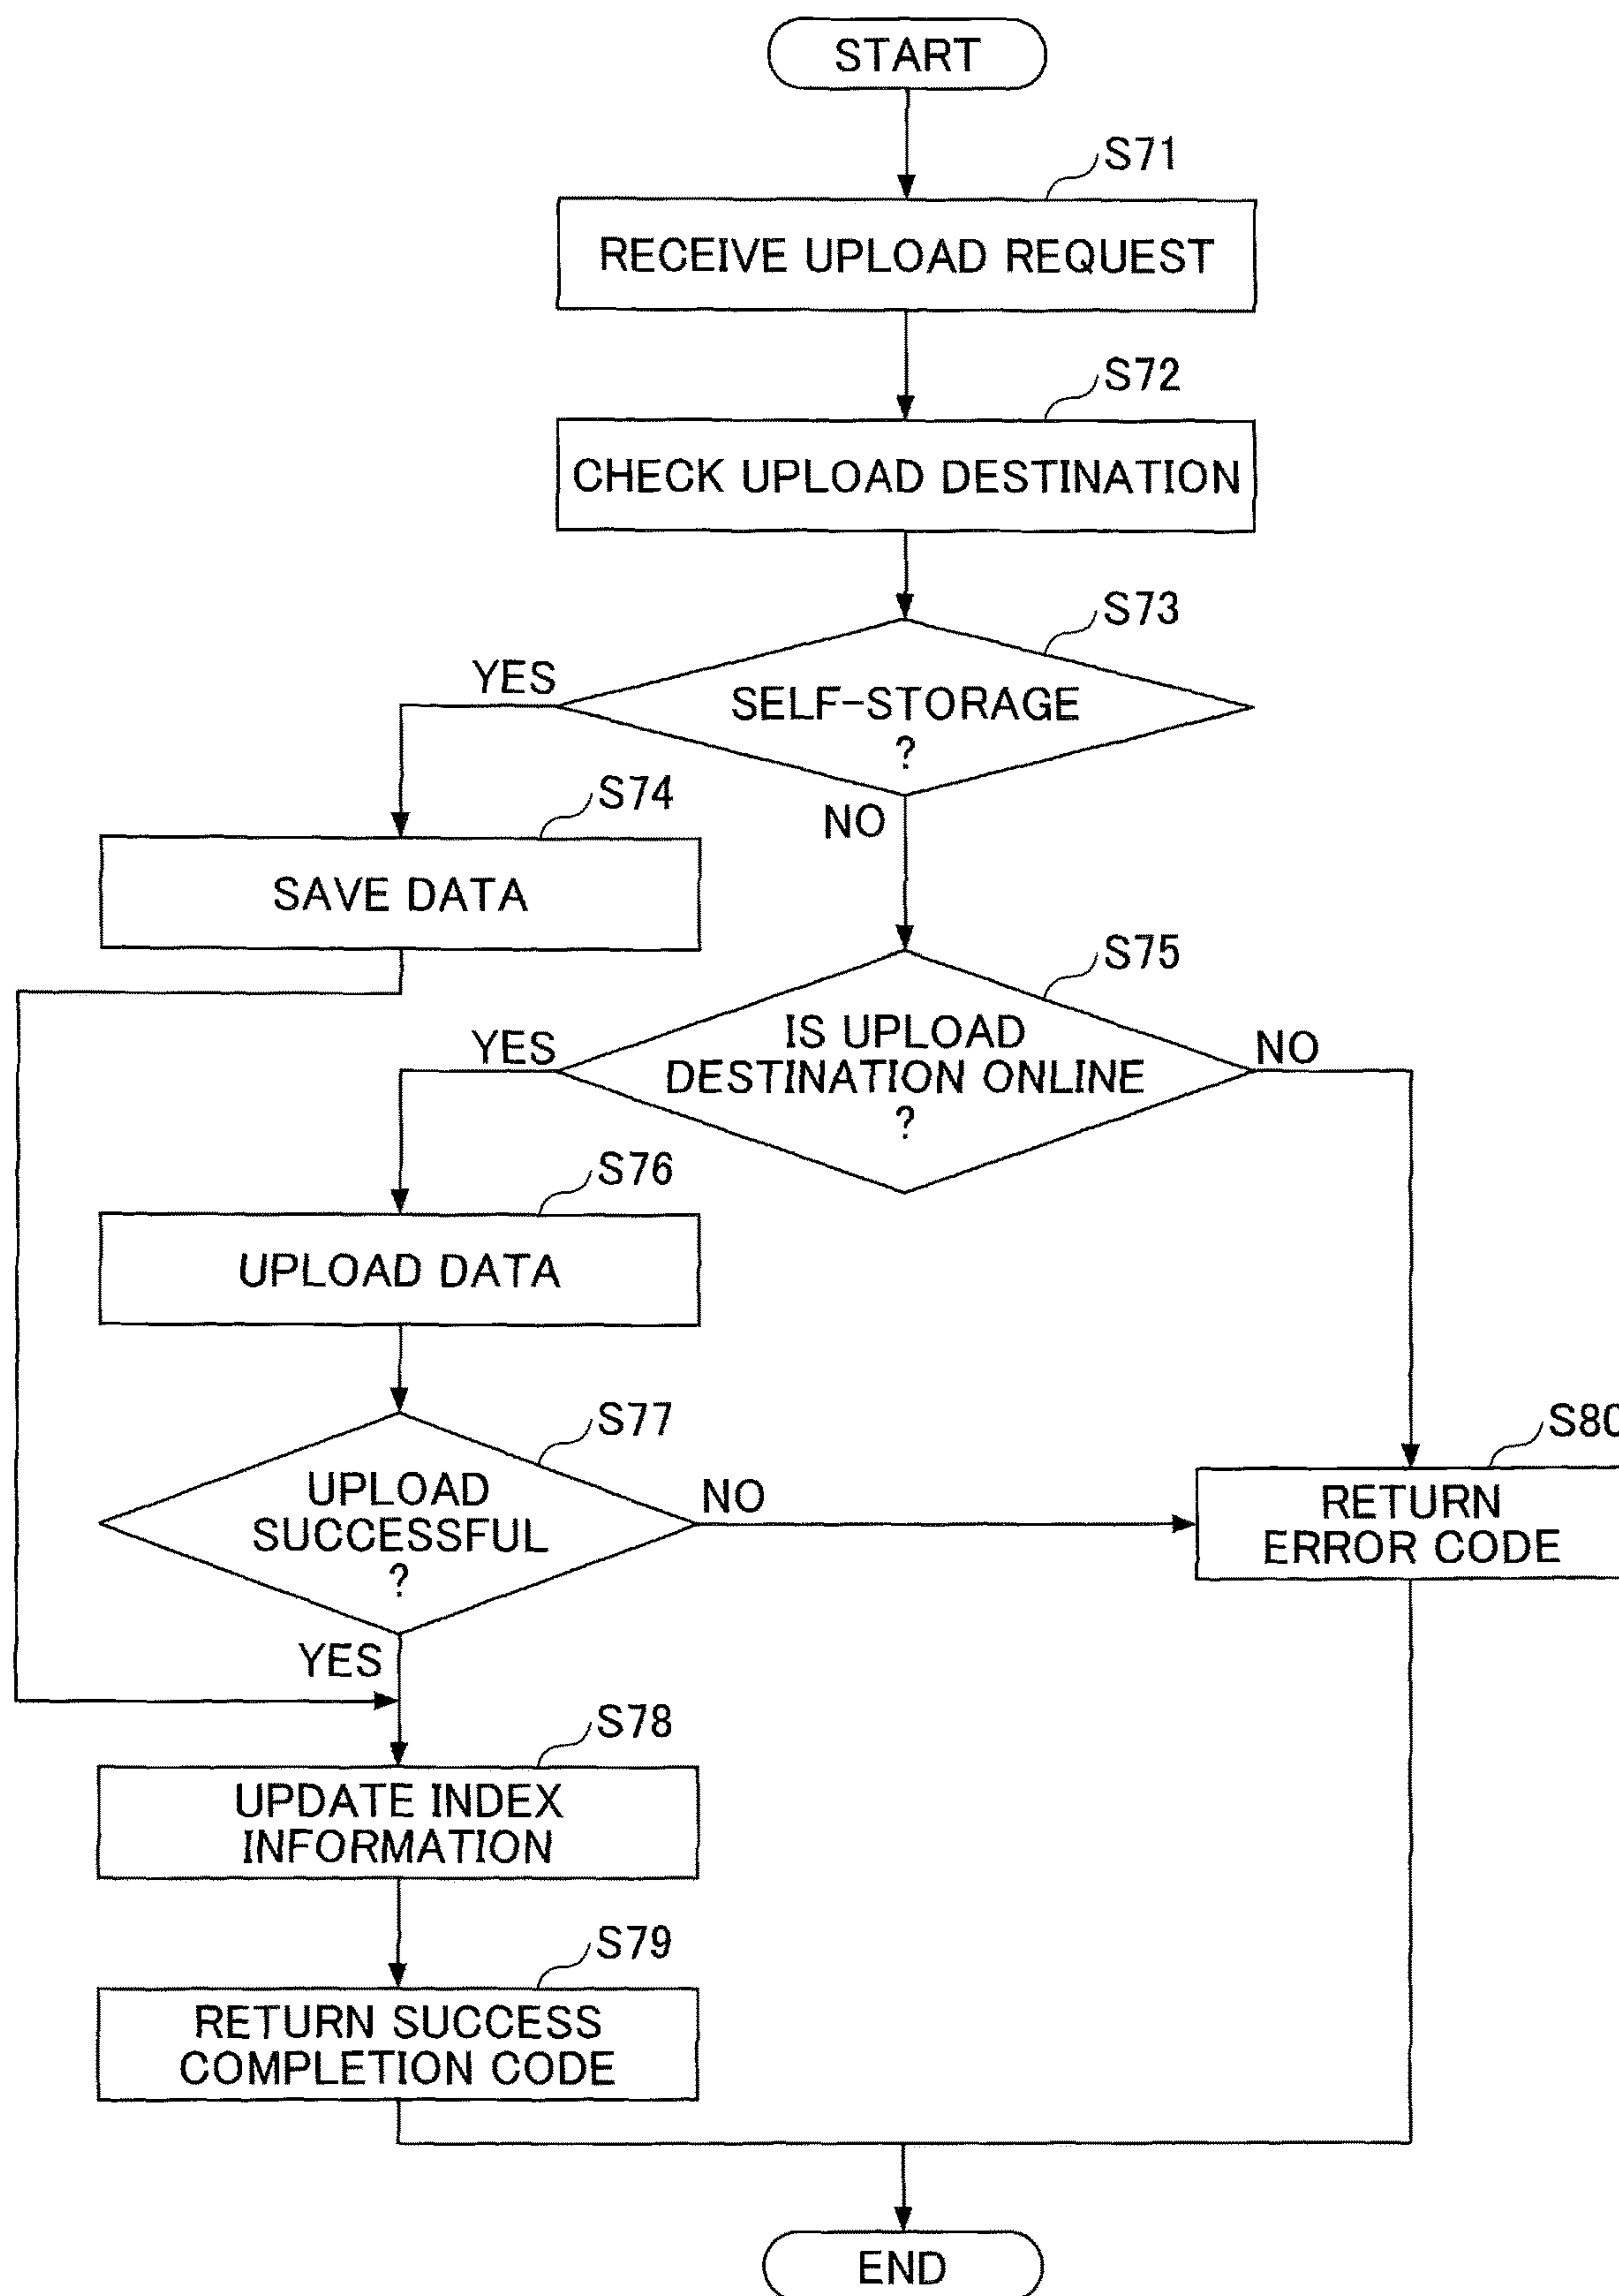 START
S71
RECEIVE UPLOAD REQUEST
S72
CHECK UPLOAD DESTINATION
S73
YES
SELF-STORAGE
?
NO
S74
SAVE DATA
S75
YES
IS UPLOAD
DESTINATION ONLINE
?
NO
S76
UPLOAD DATA
S77
UPLOAD
SUCCESSFUL
?
NO
YES
S80
RETURN
ERROR CODE
S78
UPDATE INDEX
INFORMATION
S79
RETURN SUCCESS
COMPLETION CODE
END